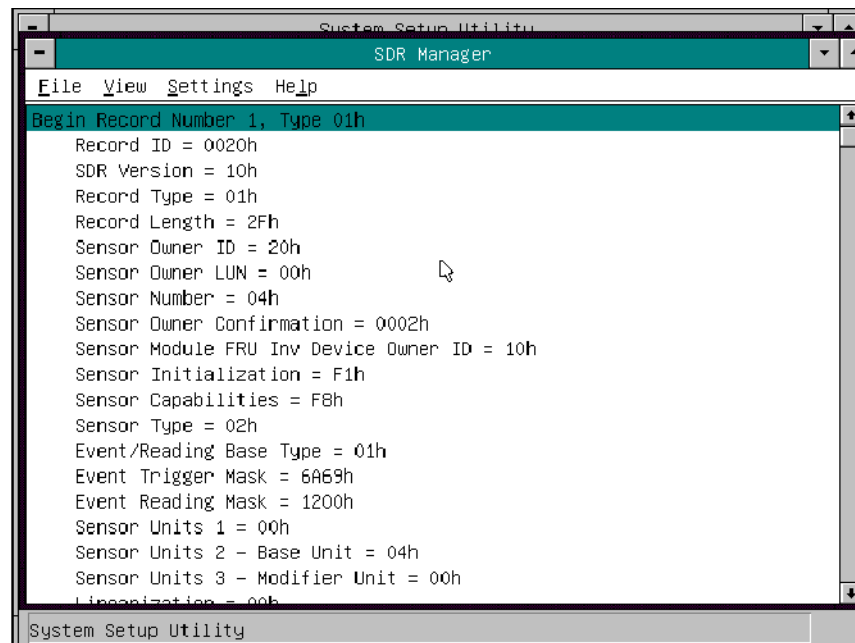 System Setup Utility
SDR Manager
File View Settings Help
Begin Record Number 1, Type 01h
Record ID = 0020h
SDR Version = 10h
Record Type = 01h
Record Length = 2Fh
Sensor Owner ID = 20h
Sensor Owner LUN = 00h
Sensor Number = 04h
Sensor Owner Confirmation = 0002h
Sensor Module FRU Inv Device Owner ID = 10h
Sensor Initialization = F1h
Sensor Capabilities = F8h
Sensor Type = 02h
Event/Reading Base Type = 01h
Event Trigger Mask = 6A69h
Event Reading Mask = 1200h
Sensor Units 1 = 00h
Sensor Units 2 – Base Unit = 04h
Sensor Units 3 – Modifier Unit = 00h
Linearization = 00h
System Setup Utility